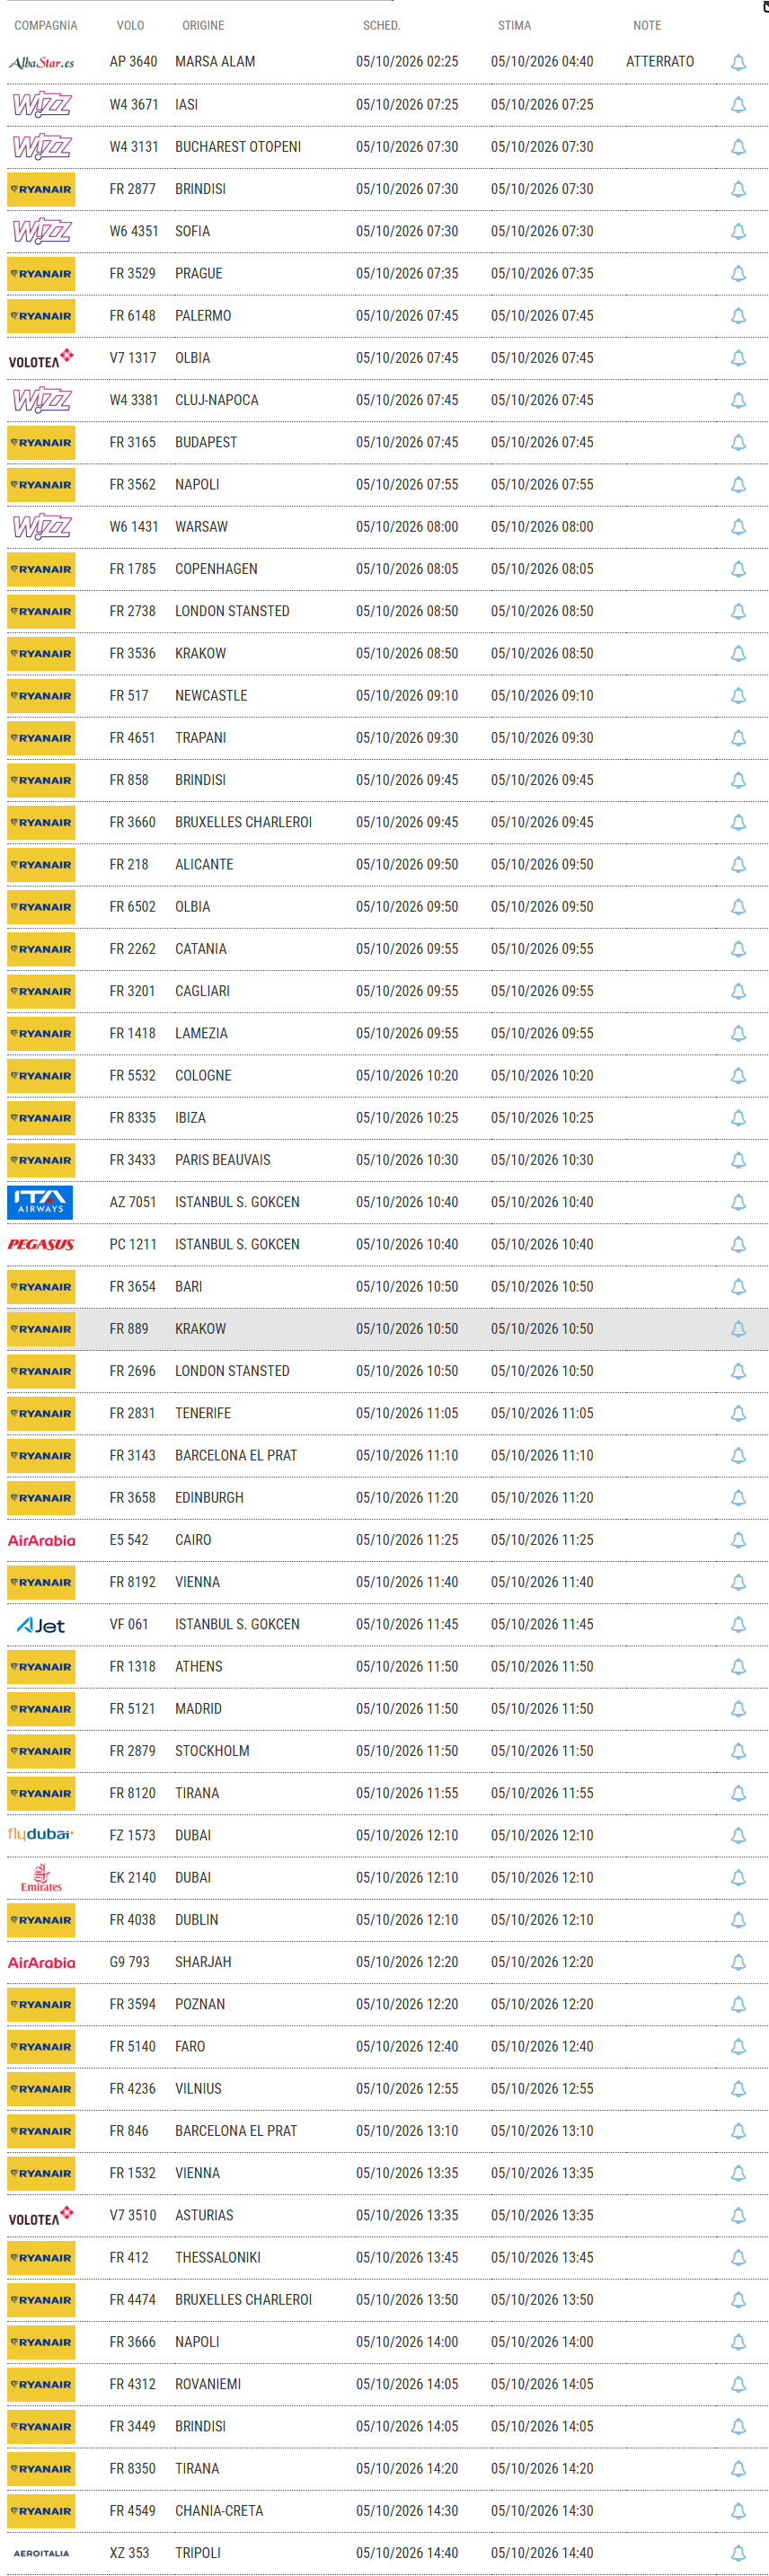 COMPAGNIA VOLO ORIGINE SCHED. STIMA NOTE
AlbaStar.es AP 3640 MARSA ALAM 05/10/2026 02:25 05/10/2026 04:40 ATTERRATO
WIZZ W4 3671 IASI 05/10/2026 07:25 05/10/2026 07:25
WIZZ W4 3131 BUCHAREST OTOPENI 05/10/2026 07:30 05/10/2026 07:30
RYANAIR FR 2877 BRINDISI 05/10/2026 07:30 05/10/2026 07:30
WIZZ W6 4351 SOFIA 05/10/2026 07:30 05/10/2026 07:30
RYANAIR FR 3529 PRAGUE 05/10/2026 07:35 05/10/2026 07:35
RYANAIR FR 6148 PALERMO 05/10/2026 07:45 05/10/2026 07:45
VOLOTEA V7 1317 OLBIA 05/10/2026 07:45 05/10/2026 07:45
WIZZ W4 3381 CLUJ-NAPOCA 05/10/2026 07:45 05/10/2026 07:45
RYANAIR FR 3165 BUDAPEST 05/10/2026 07:45 05/10/2026 07:45
RYANAIR FR 3562 NAPOLI 05/10/2026 07:55 05/10/2026 07:55
WIZZ W6 1431 WARSAW 05/10/2026 08:00 05/10/2026 08:00
RYANAIR FR 1785 COPENHAGEN 05/10/2026 08:05 05/10/2026 08:05
RYANAIR FR 2738 LONDON STANSTED 05/10/2026 08:50 05/10/2026 08:50
RYANAIR FR 3536 KRAKOW 05/10/2026 08:50 05/10/2026 08:50
RYANAIR FR 517 NEWCASTLE 05/10/2026 09:10 05/10/2026 09:10
RYANAIR FR 4651 TRAPANI 05/10/2026 09:30 05/10/2026 09:30
RYANAIR FR 858 BRINDISI 05/10/2026 09:45 05/10/2026 09:45
RYANAIR FR 3660 BRUXELLES CHARLEROI 05/10/2026 09:45 05/10/2026 09:45
RYANAIR FR 218 ALICANTE 05/10/2026 09:50 05/10/2026 09:50
RYANAIR FR 6502 OLBIA 05/10/2026 09:50 05/10/2026 09:50
RYANAIR FR 2262 CATANIA 05/10/2026 09:55 05/10/2026 09:55
RYANAIR FR 3201 CAGLIARI 05/10/2026 09:55 05/10/2026 09:55
RYANAIR FR 1418 LAMEZIA 05/10/2026 09:55 05/10/2026 09:55
RYANAIR FR 5532 COLOGNE 05/10/2026 10:20 05/10/2026 10:20
RYANAIR FR 8335 IBIZA 05/10/2026 10:25 05/10/2026 10:25
RYANAIR FR 3433 PARIS BEAUVAIS 05/10/2026 10:30 05/10/2026 10:30
ITA AIRWAYS AZ 7051 ISTANBUL S. GOKCEN 05/10/2026 10:40 05/10/2026 10:40
PEGASUS PC 1211 ISTANBUL S. GOKCEN 05/10/2026 10:40 05/10/2026 10:40
RYANAIR FR 3654 BARI 05/10/2026 10:50 05/10/2026 10:50
RYANAIR FR 889 KRAKOW 05/10/2026 10:50 05/10/2026 10:50
RYANAIR FR 2696 LONDON STANSTED 05/10/2026 10:50 05/10/2026 10:50
RYANAIR FR 2831 TENERIFE 05/10/2026 11:05 05/10/2026 11:05
RYANAIR FR 3143 BARCELONA EL PRAT 05/10/2026 11:10 05/10/2026 11:10
RYANAIR FR 3658 EDINBURGH 05/10/2026 11:20 05/10/2026 11:20
AirArabia E5 542 CAIRO 05/10/2026 11:25 05/10/2026 11:25
RYANAIR FR 8192 VIENNA 05/10/2026 11:40 05/10/2026 11:40
AJet VF 061 ISTANBUL S. GOKCEN 05/10/2026 11:45 05/10/2026 11:45
RYANAIR FR 1318 ATHENS 05/10/2026 11:50 05/10/2026 11:50
RYANAIR FR 5121 MADRID 05/10/2026 11:50 05/10/2026 11:50
RYANAIR FR 2879 STOCKHOLM 05/10/2026 11:50 05/10/2026 11:50
RYANAIR FR 8120 TIRANA 05/10/2026 11:55 05/10/2026 11:55
flydubai FZ 1573 DUBAI 05/10/2026 12:10 05/10/2026 12:10
Emirates EK 2140 DUBAI 05/10/2026 12:10 05/10/2026 12:10
RYANAIR FR 4038 DUBLIN 05/10/2026 12:10 05/10/2026 12:10
AirArabia G9 793 SHARJAH 05/10/2026 12:20 05/10/2026 12:20
RYANAIR FR 3594 POZNAN 05/10/2026 12:20 05/10/2026 12:20
RYANAIR FR 5140 FARO 05/10/2026 12:40 05/10/2026 12:40
RYANAIR FR 4236 VILNIUS 05/10/2026 12:55 05/10/2026 12:55
RYANAIR FR 846 BARCELONA EL PRAT 05/10/2026 13:10 05/10/2026 13:10
RYANAIR FR 1532 VIENNA 05/10/2026 13:35 05/10/2026 13:35
VOLOTEA V7 3510 ASTURIAS 05/10/2026 13:35 05/10/2026 13:35
RYANAIR FR 412 THESSALONIKI 05/10/2026 13:45 05/10/2026 13:45
RYANAIR FR 4474 BRUXELLES CHARLEROI 05/10/2026 13:50 05/10/2026 13:50
RYANAIR FR 3666 NAPOLI 05/10/2026 14:00 05/10/2026 14:00
RYANAIR FR 4312 ROVANIEMI 05/10/2026 14:05 05/10/2026 14:05
RYANAIR FR 3449 BRINDISI 05/10/2026 14:05 05/10/2026 14:05
RYANAIR FR 8350 TIRANA 05/10/2026 14:20 05/10/2026 14:20
RYANAIR FR 4549 CHANIA-CRETA 05/10/2026 14:30 05/10/2026 14:30
AEROITALIA XZ 353 TRIPOLI 05/10/2026 14:40 05/10/2026 14:40